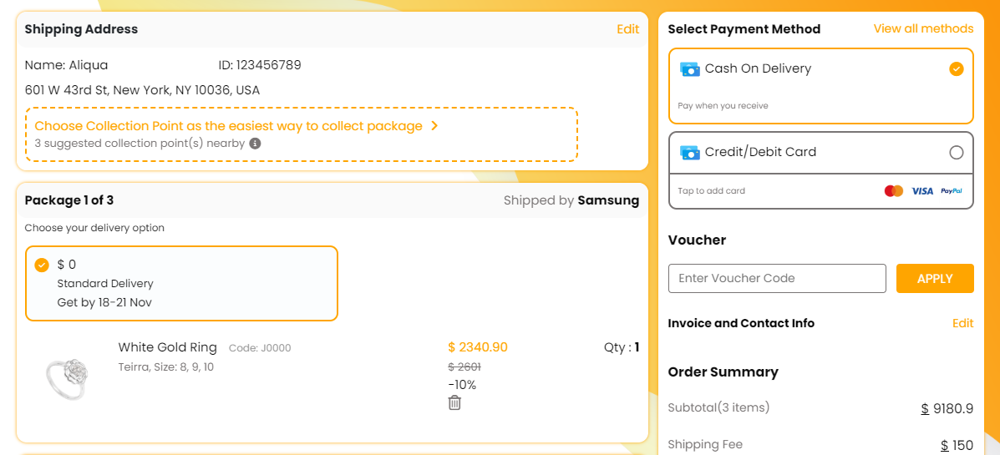 Shipping Address
Edit
Name: Aliqua
ID: 123456789
601 W 43rd St, New York, NY 10036, USA
Choose Collection Point as the easiest way to collect package
3 suggested collection point(s) nearby
Package 1 of 3
Shipped by Samsung
Choose your delivery option
$ 0
Standard Delivery
Get by 18-21 Nov
White Gold Ring Code: J0000
Teirra, Size: 8, 9, 10
$ 2340.90
$ 2601
-10%
Qty : 1
Select Payment Method
View all methods
Cash On Delivery
Pay when you receive
Credit/Debit Card
Tap to add card
VISA
PayPal
Voucher
Enter Voucher Code
APPLY
Invoice and Contact Info
Edit
Order Summary
Subtotal(3 items)
$ 9180.9
Shipping Fee
$ 150